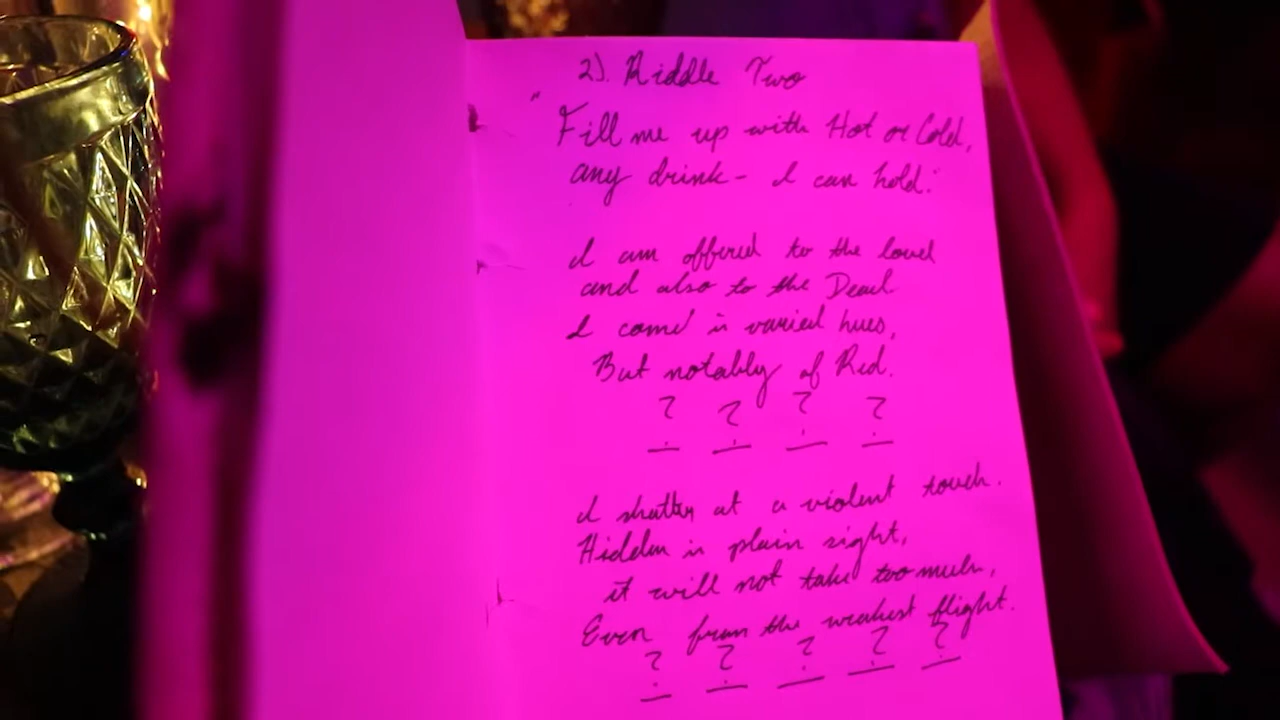 2). Riddle Two
"Fill me up with Hot or Cold,
any drink - I can hold."
I am offered to the loved
and also to the Dead.
I come in varied hues,
But notably of Red.
? ? ? ?
I shatter at a violent touch.
Hidden in plain sight,
it will not take too much,
Even from the weakest flight.
? ? ? ? ?